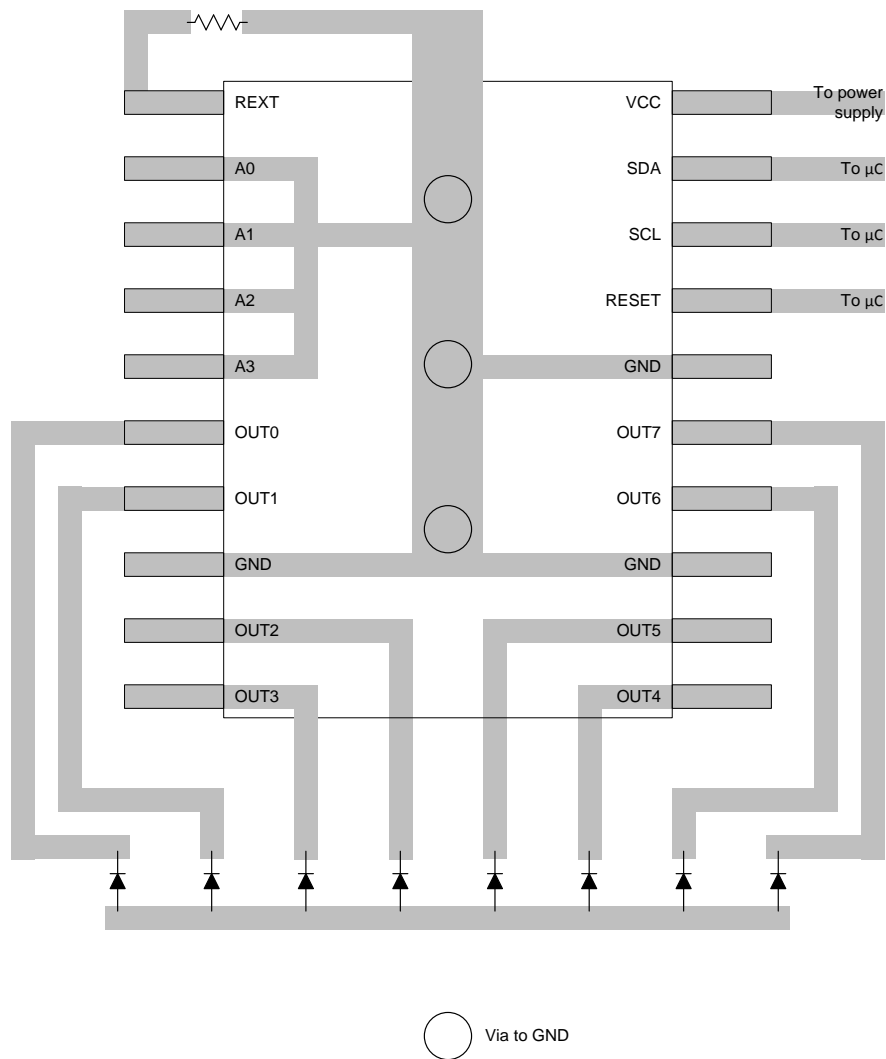 REXT
VCC
To power
supply
A0
SDA
To μC
A1
SCL
To μC
A2
RESET
To μC
A3
GND
OUT0
OUT7
OUT1
OUT6
GND
GND
OUT2
OUT5
OUT3
OUT4
Via to GND